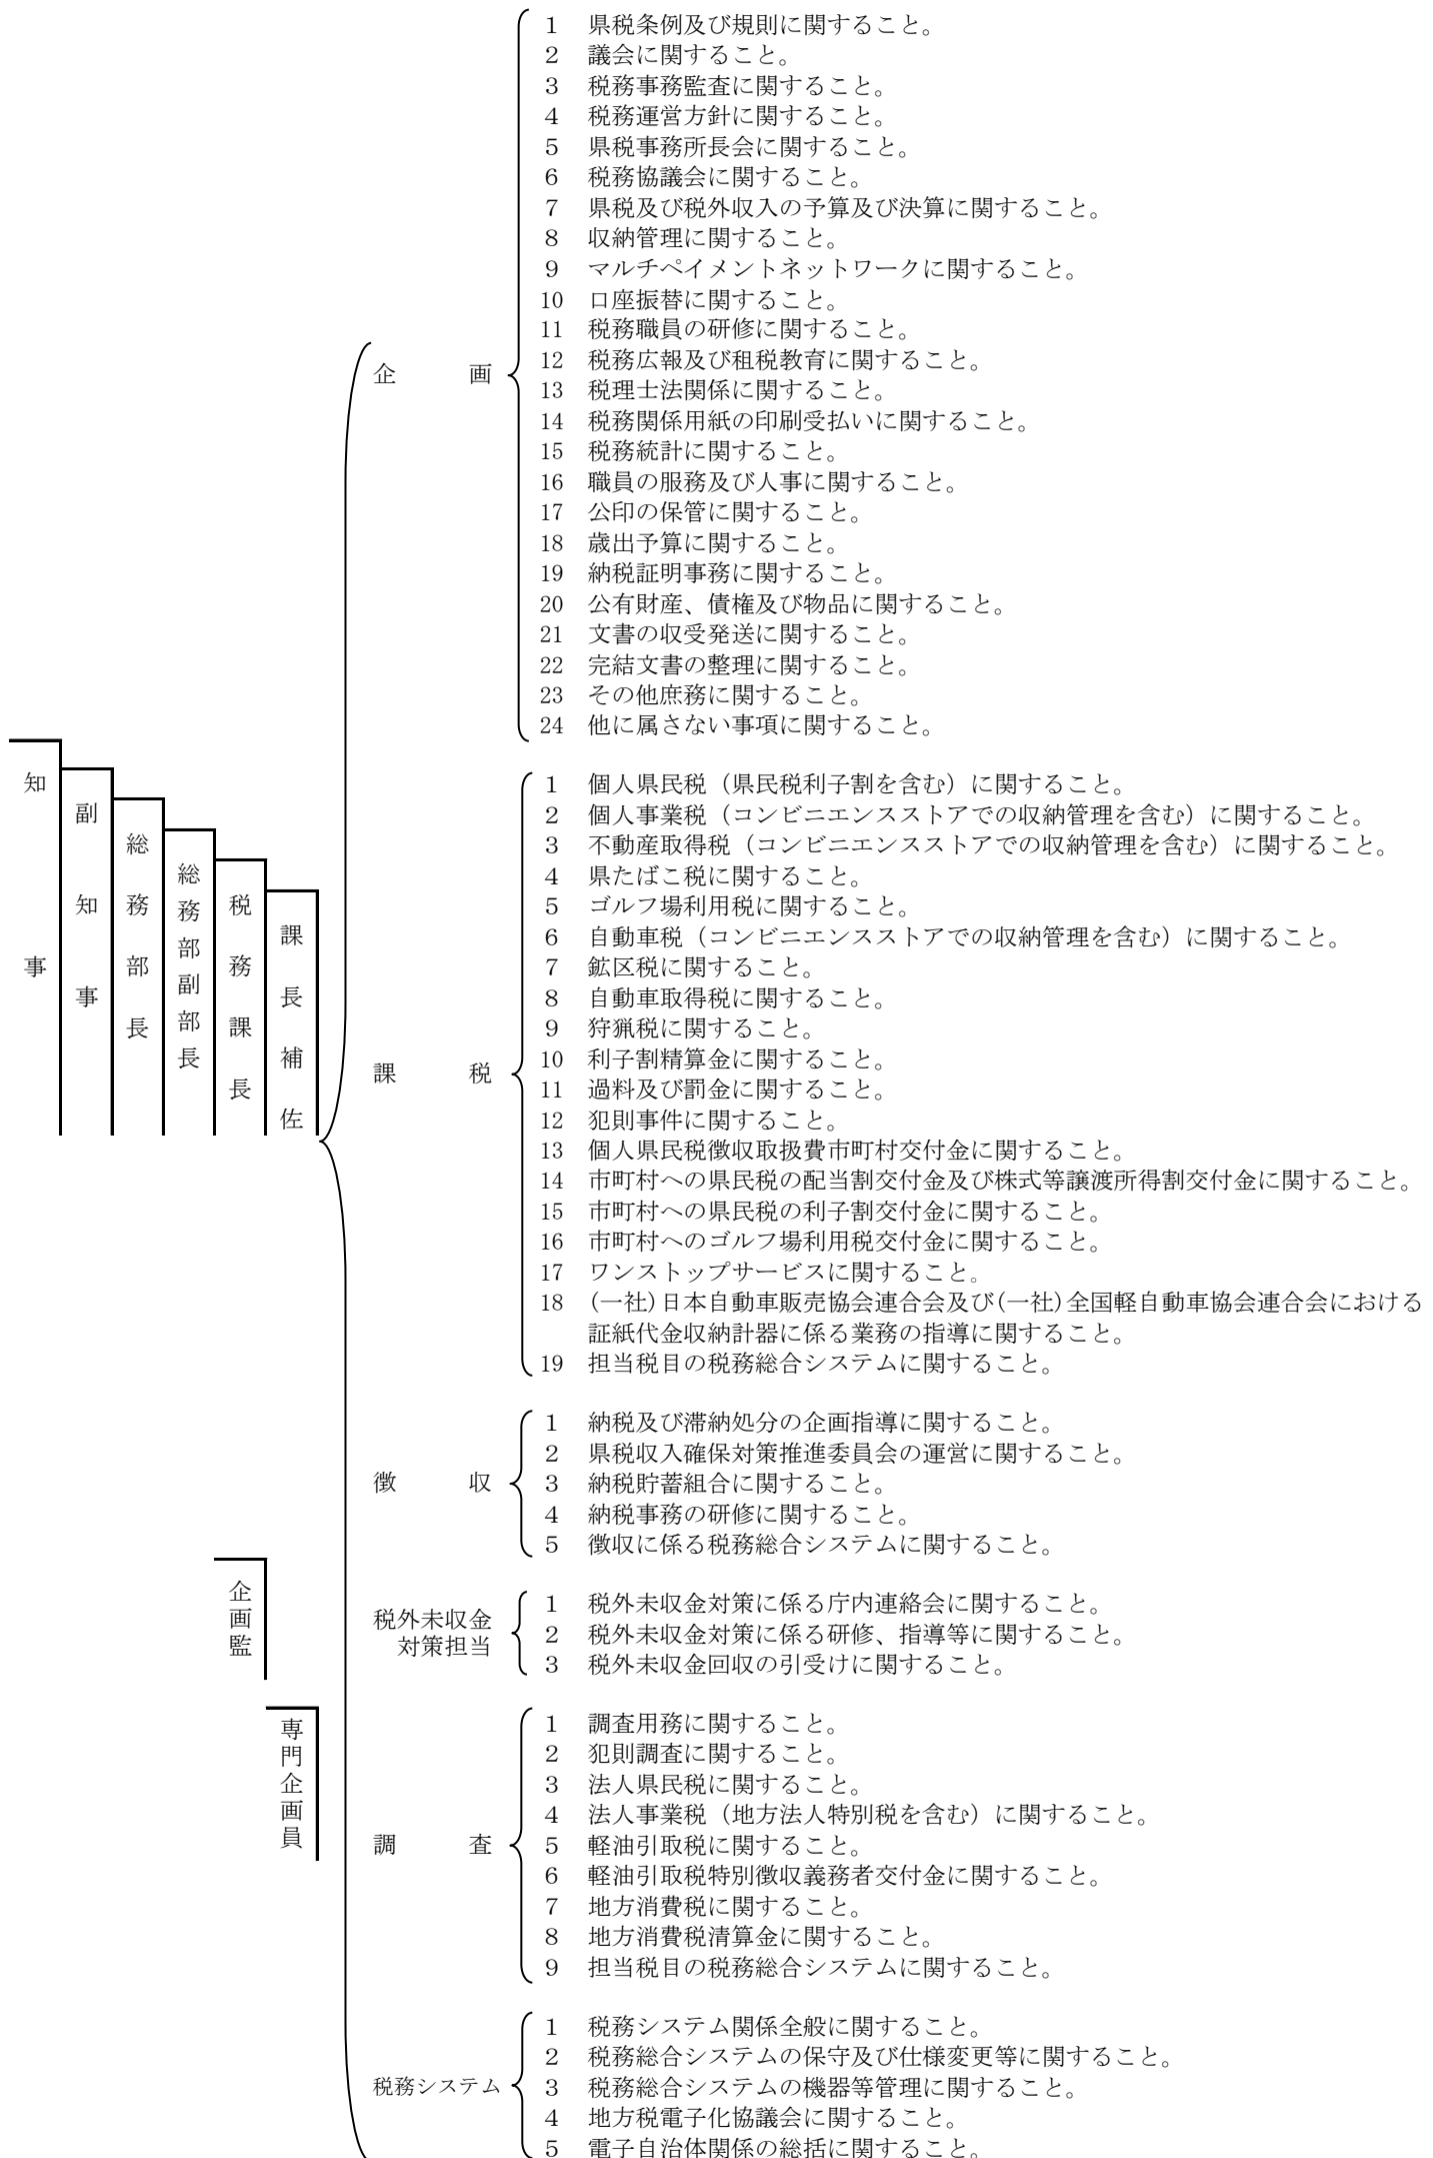 知事
副知事
総務部長
総務部副部長
税務課長
課長補佐
企画監
専門企画員
企画
1 県税条例及び規則に関すること。
2 議会に関すること。
3 税務事務監査に関すること。
4 税務運営方針に関すること。
5 県税事務所長会に関すること。
6 税務協議会に関すること。
7 県税及び税外収入の予算及び決算に関すること。
8 収納管理に関すること。
9 マルチペイメントネットワークに関すること。
10 口座振替に関すること。
11 税務職員の研修に関すること。
12 税務広報及び租税教育に関すること。
13 税理士法関係に関すること。
14 税務関係用紙の印刷受払いに関すること。
15 税務統計に関すること。
16 職員の服務及び人事に関すること。
17 公印の保管に関すること。
18 歳出予算に関すること。
19 納税証明事務に関すること。
20 公有財産、債権及び物品に関すること。
21 文書の収受発送に関すること。
22 完結文書の整理に関すること。
23 その他庶務に関すること。
24 他に属さない事項に関すること。
課税
1 個人県民税（県民税利子割を含む）に関すること。
2 個人事業税（コンビニエンスストアでの収納管理を含む）に関すること。
3 不動産取得税（コンビニエンスストアでの収納管理を含む）に関すること。
4 県たばこ税に関すること。
5 ゴルフ場利用税に関すること。
6 自動車税（コンビニエンスストアでの収納管理を含む）に関すること。
7 鉱区税に関すること。
8 自動車取得税に関すること。
9 狩猟税に関すること。
10 利子割精算金に関すること。
11 過料及び罰金に関すること。
12 犯則事件に関すること。
13 個人県民税徴収取扱費市町村交付金に関すること。
14 市町村への県民税の配当割交付金及び株式等譲渡所得割交付金に関すること。
15 市町村への県民税の利子割交付金に関すること。
16 市町村へのゴルフ場利用税交付金に関すること。
17 ワンストップサービスに関すること。
18 (一社)日本自動車販売協会連合会及び(一社)全国軽自動車協会連合会における
証紙代金収納計器に係る業務の指導に関すること。
19 担当税目の税務総合システムに関すること。
徴収
1 納税及び滞納処分の企画指導に関すること。
2 県税収入確保対策推進委員会の運営に関すること。
3 納税貯蓄組合に関すること。
4 納税事務の研修に関すること。
5 徴収に係る税務総合システムに関すること。
税外未収金
対策担当
1 税外未収金対策に係る庁内連絡会に関すること。
2 税外未収金対策に係る研修、指導等に関すること。
3 税外未収金回収の引受けに関すること。
調査
1 調査用務に関すること。
2 犯則調査に関すること。
3 法人県民税に関すること。
4 法人事業税（地方法人特別税を含む）に関すること。
5 軽油引取税に関すること。
6 軽油引取税特別徴収義務者交付金に関すること。
7 地方消費税に関すること。
8 地方消費税清算金に関すること。
9 担当税目の税務総合システムに関すること。
税務システム
1 税務システム関係全般に関すること。
2 税務総合システムの保守及び仕様変更等に関すること。
3 税務総合システムの機器等管理に関すること。
4 地方税電子化協議会に関すること。
5 電子自治体関係の総括に関すること。